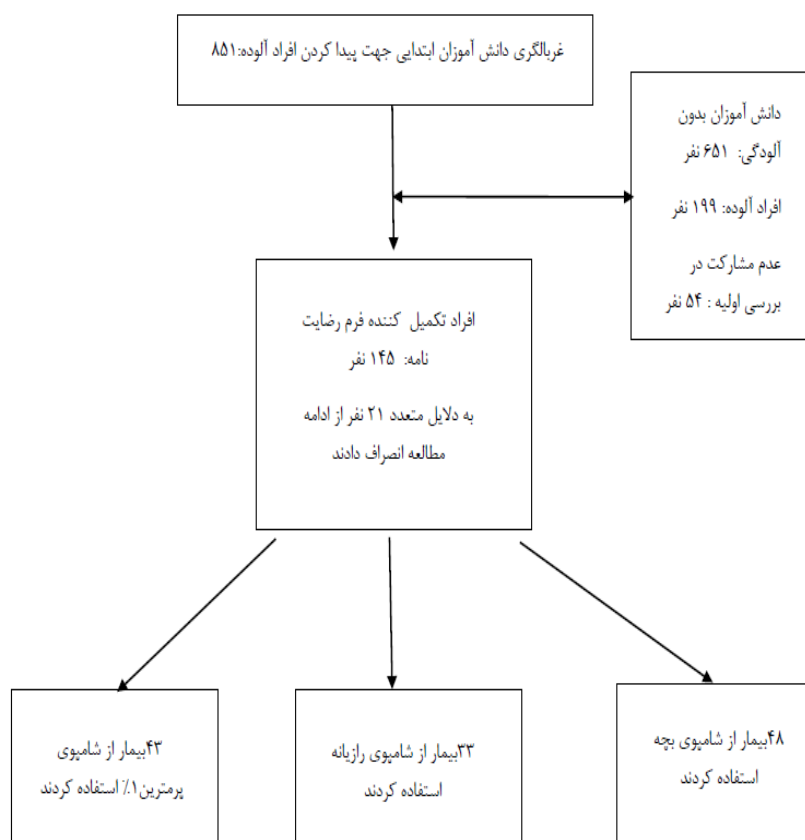 غربالگری دانش آموزان ابتدایی جهت پیدا کردن افراد آلوده:۸۵۱
دانش آموزان بدون
آلودگی: ۶۵۱ نفر
افراد آلوده: ۱۹۹ نفر
عدم مشارکت در
بررسی اولیه : ۵۴ نفر
افراد تکمیل کننده فرم رضایت
نامه: ۱۴۵ نفر
به دلایل متعدد ۲۱ نفر از ادامه
مطالعه انصراف دادند
۴۸بیمار از شامپوی بچه
استفاده کردند
۳۳بیمار از شامپوی رازیانه
استفاده کردند
۴۳بیمار از شامپوی
پرمترین۱٪ استفاده کردند